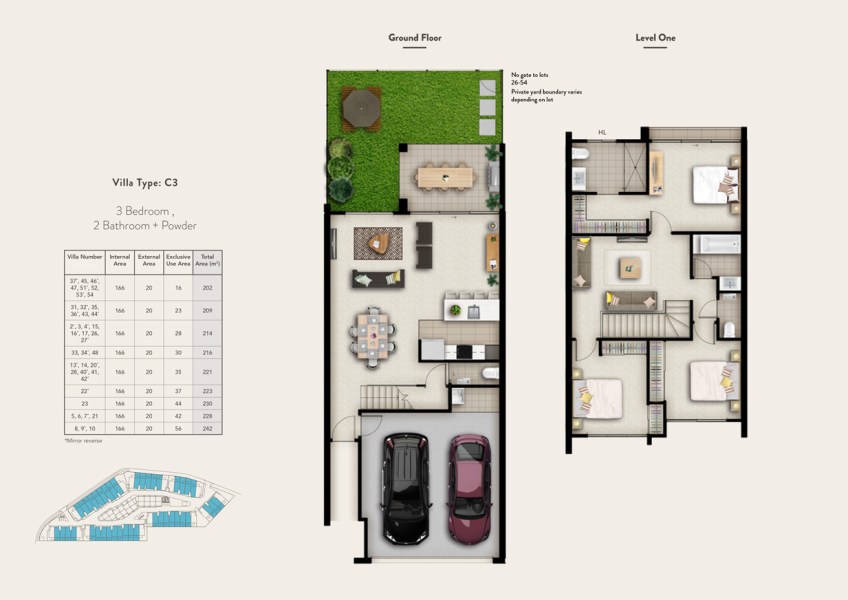 Ground Floor
Level One
No gate to lots
26-54
Private yard boundary varies
depending on lot
HL
Villa Type: C3
3 Bedroom ,
2 Bathroom + Powder
Villa Number Internal Area External Area Exclusive Use Area Total Area (m²)
37*, 45, 46*, 47, 51*, 52, 53*, 54 166 20 16 202
31, 32*, 35, 36*, 43, 44* 166 20 23 209
2*, 3, 4*, 15, 16*, 17, 26, 27* 166 20 28 214
33, 34*, 48 166 20 30 216
13*, 14, 20*, 28, 40*, 41, 42* 166 20 35 221
22* 166 20 37 223
23 166 20 44 230
5, 6, 7*, 21 166 20 42 228
8, 9*, 10 166 20 56 242
*Mirror reverse